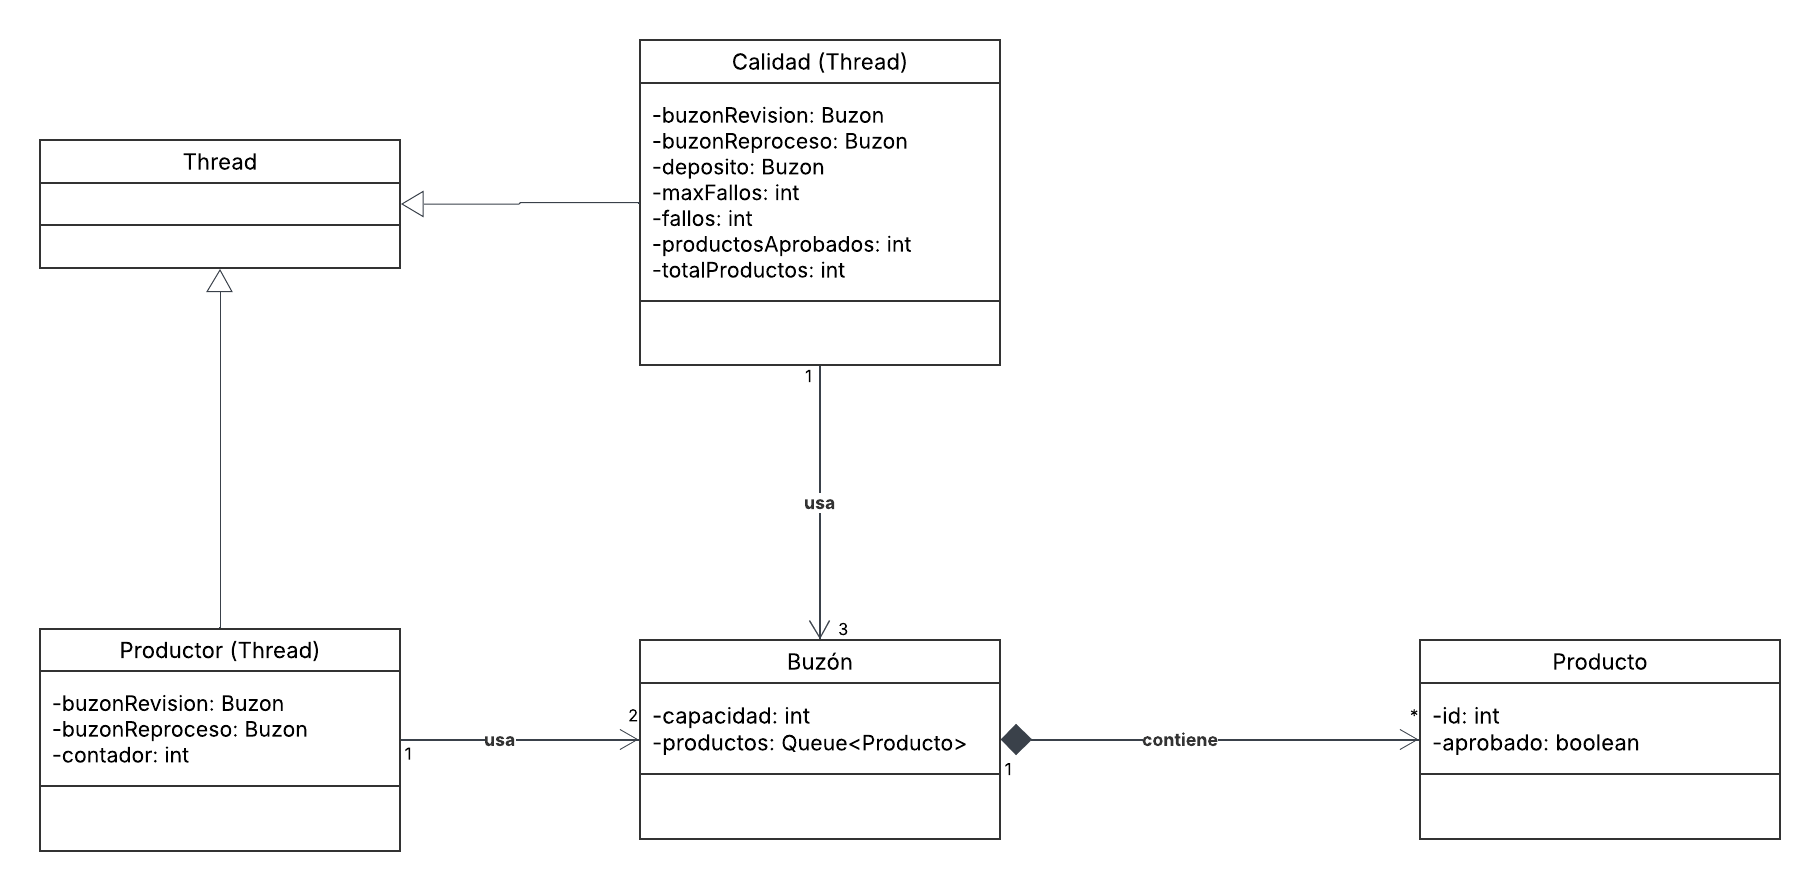 Calidad (Thread)
-buzonRevision: Buzon
-buzonReproceso: Buzon
-deposito: Buzon
-maxFallos: int
-fallos: int
-productosAprobados: int
-totalProductos: int
Thread
1
usa
3
Productor (Thread)
-buzonRevision: Buzon
-buzonReproceso: Buzon
-contador: int
1
usa
2
Buzón
-capacidad: int
-productos: Queue<Producto>
1
contiene
*
Producto
-id: int
-aprobado: boolean